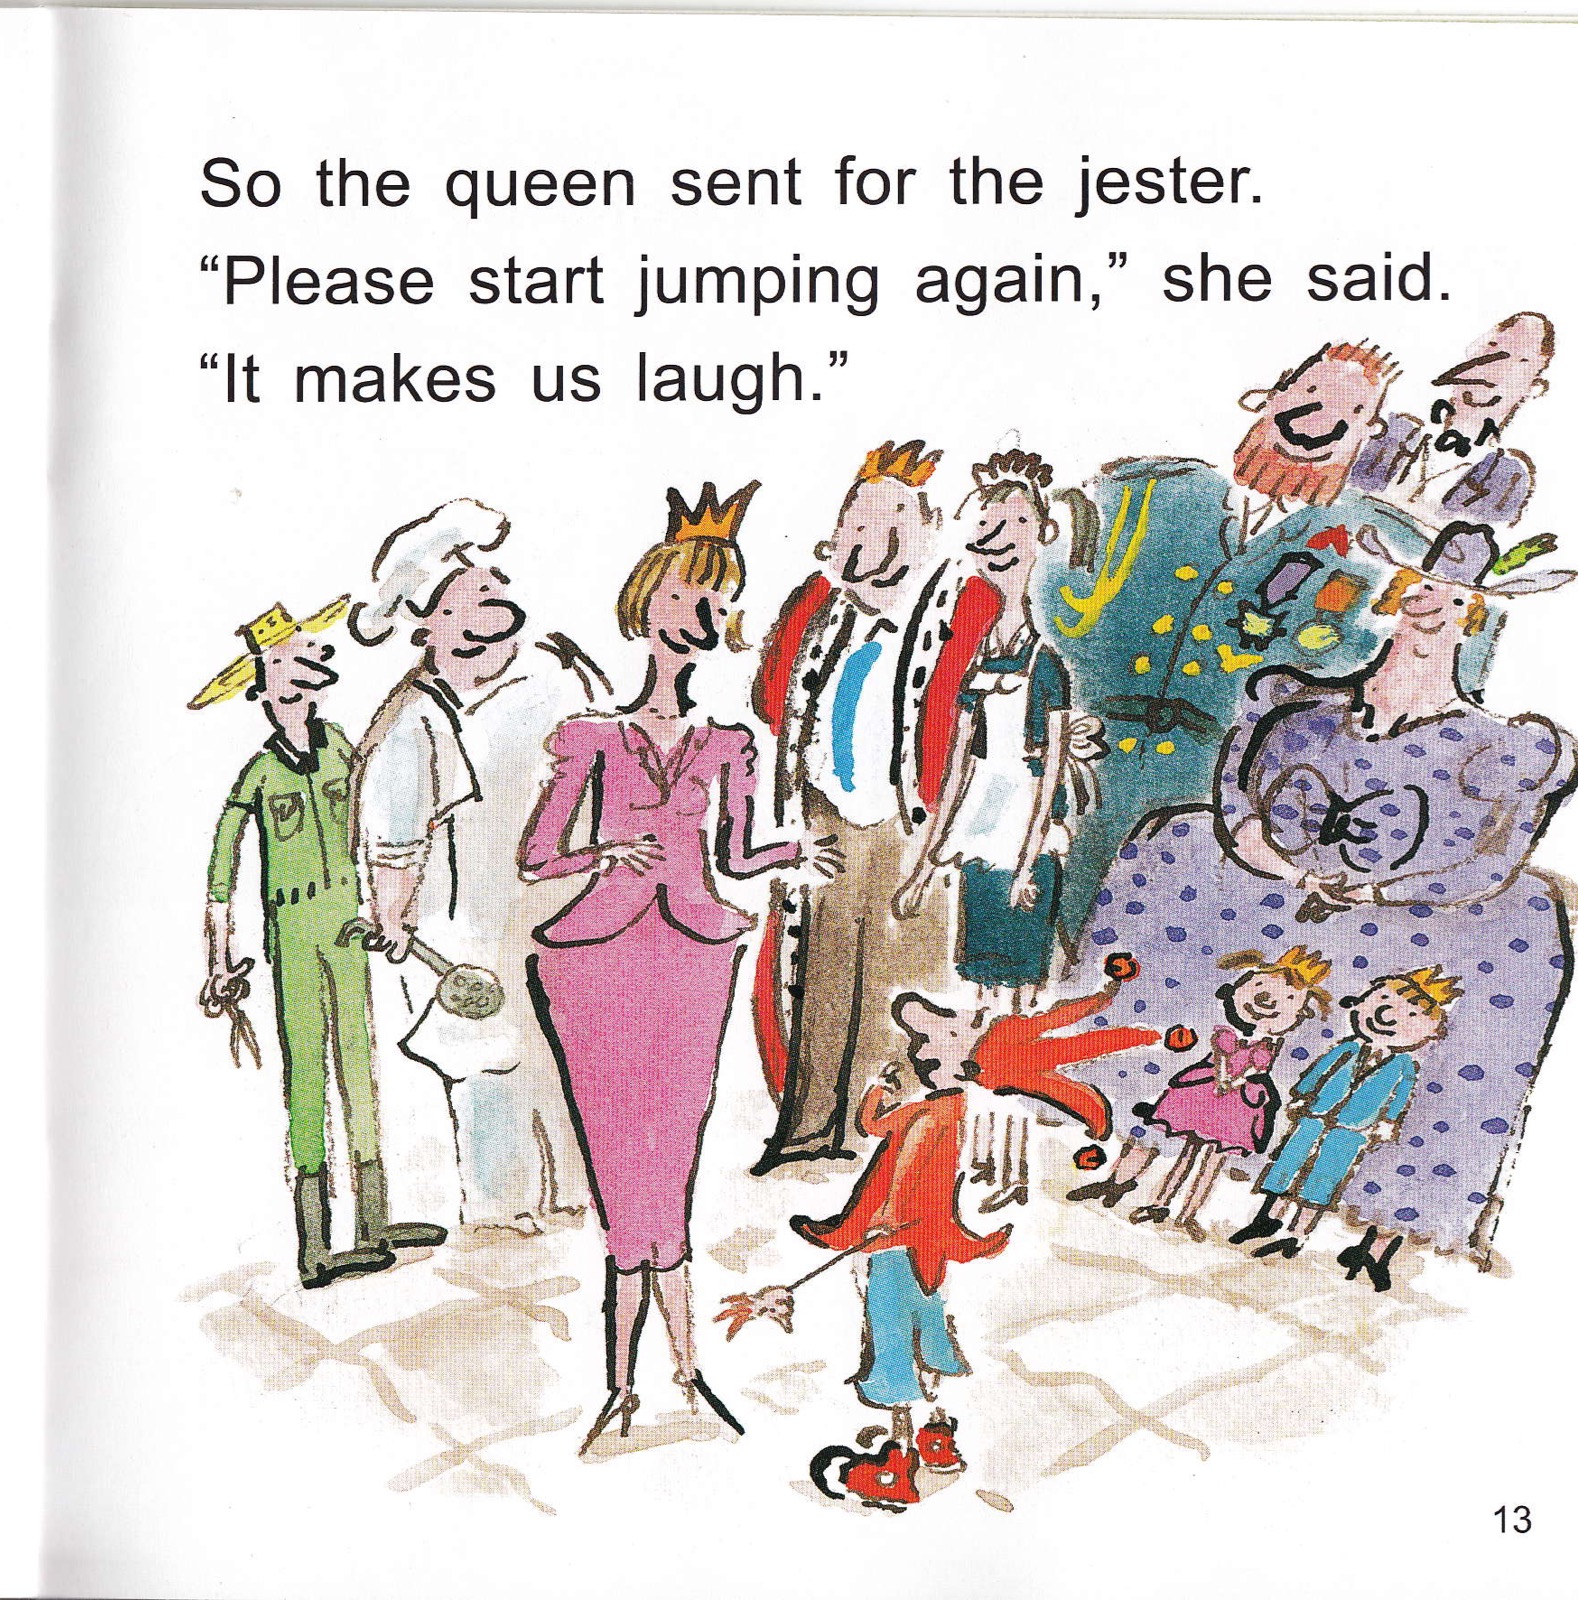 So the queen sent for the jester.
“Please start jumping again,” she said.
“It makes us laugh.”
13